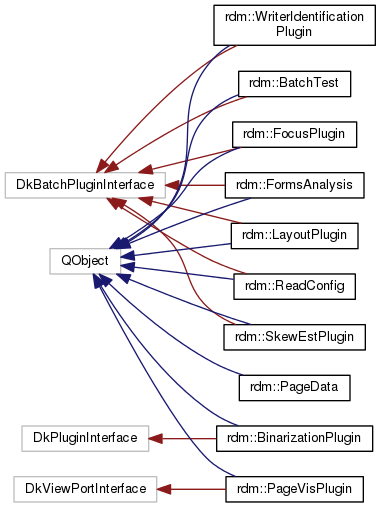 rdm::WriterIdentification
Plugin
rdm::BatchTest
rdm::FocusPlugin
DkBatchPluginInterface
rdm::FormsAnalysis
rdm::LayoutPlugin
QObject
rdm::ReadConfig
rdm::SkewEstPlugin
rdm::PageData
DkPluginInterface
rdm::BinarizationPlugin
DkViewPortInterface
rdm::PageVisPlugin